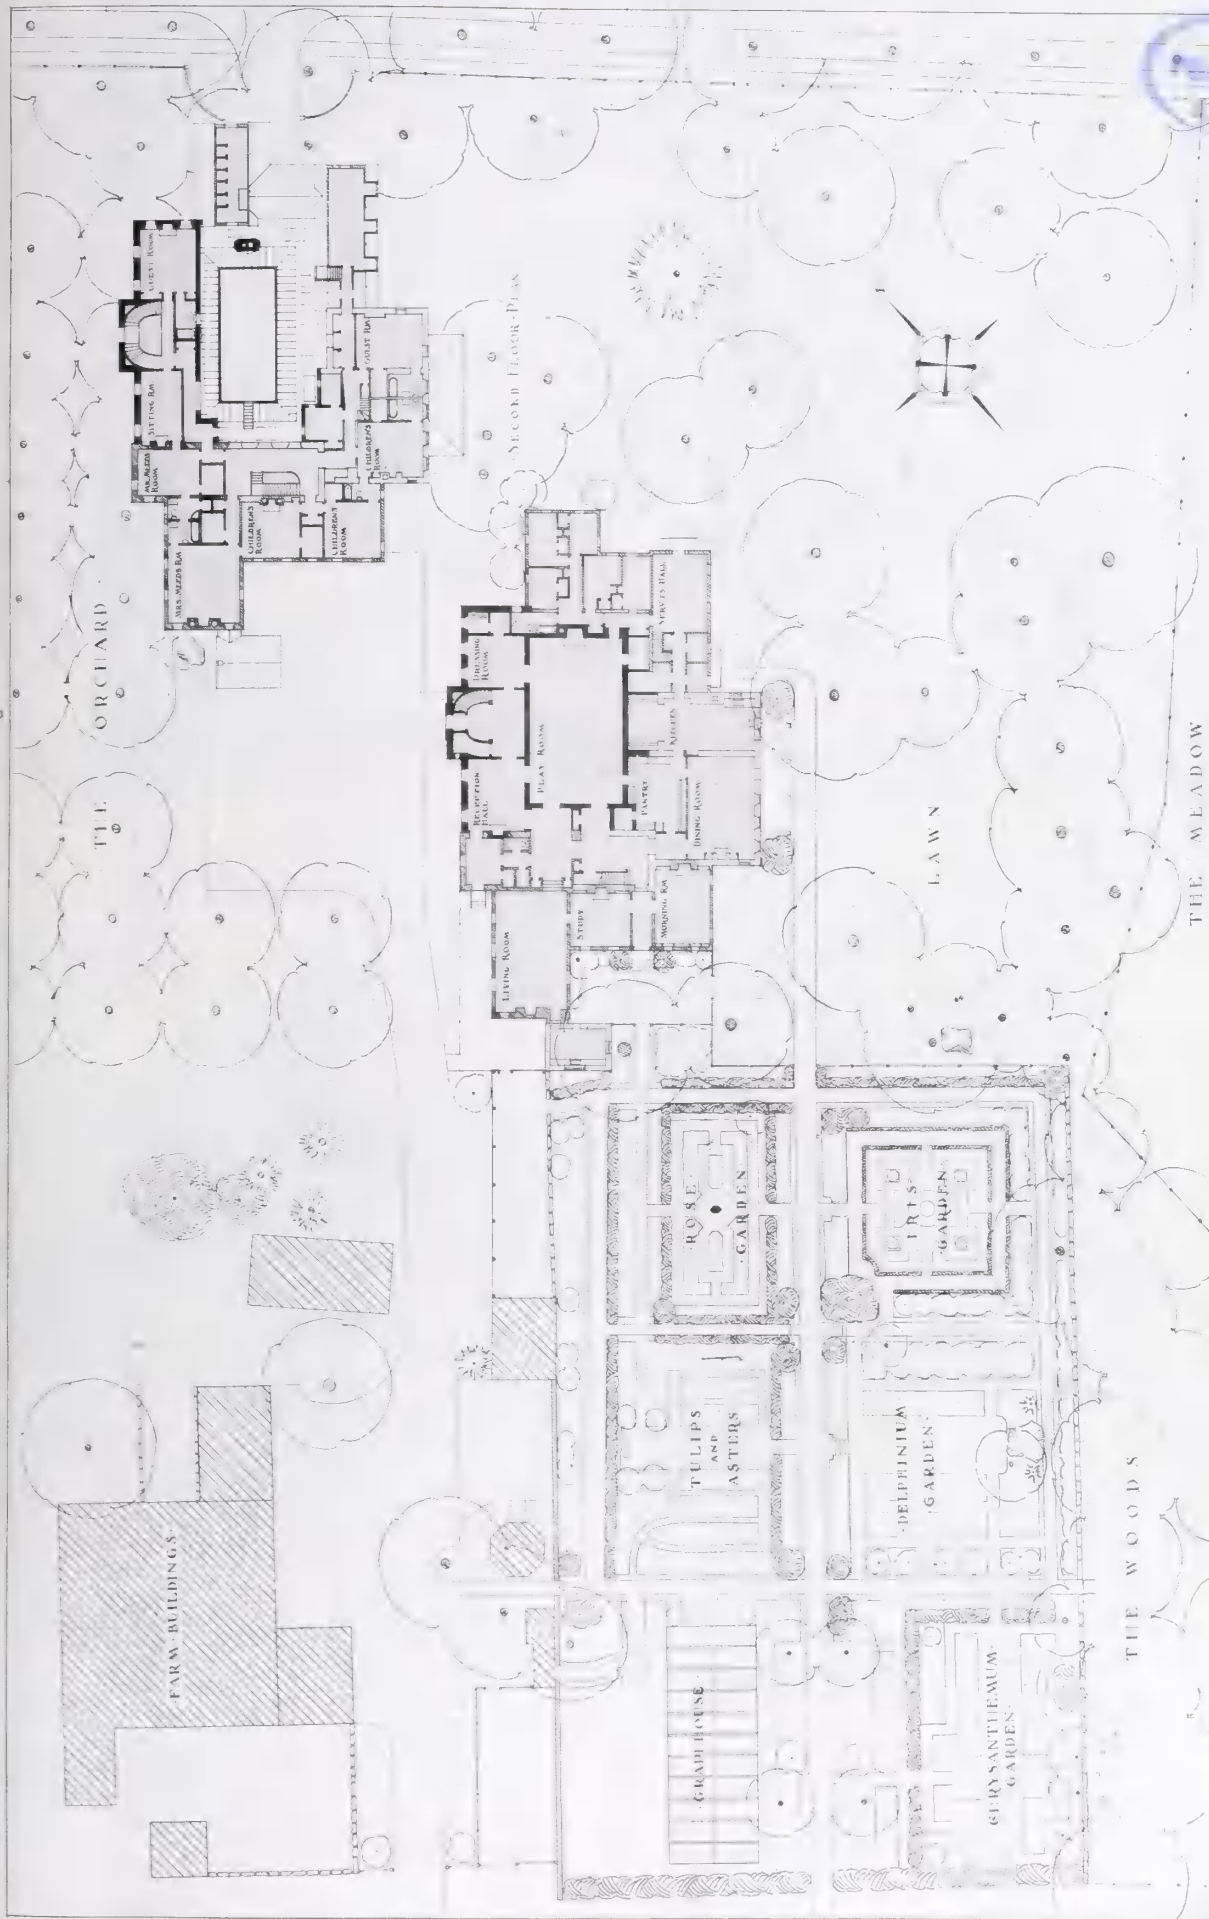 THE ORCHARD
GUEST ROOM
SITTING RM
MR. MEEDS
ROOM
MRS. MEEDS RM
CHILDREN'S
ROOM
CHILDREN'S
ROOM
CHILDREN'S
ROOM
GUEST RM
SECOND FLOOR PLAN
DRESSING
ROOM
RECEPTION
HALL
PLAY ROOM
SERVTS HALL
KITCHEN
PANTRY
DINING ROOM
LIVING ROOM
STUDY
MORNING RM
LAWN
THE MEADOW
·ROSE·
·GARDEN·
·IRIS·
·GARDEN·
TULIPS
AND
ASTERS
·DELPHINIUM
GARDEN·
·FARM·BUILDINGS
·GRAPE HOUSE
CHRYSANTHEMUM·
GARDEN·
THE WOODS